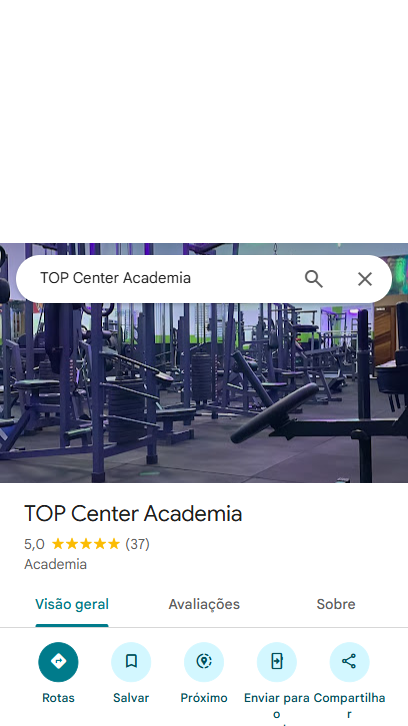 TOP Center Academia
TOP Center Academia
5,0 (37)
Academia
Visão geral Avaliações Sobre
Rotas Salvar Próximo Enviar para o Compartilhar